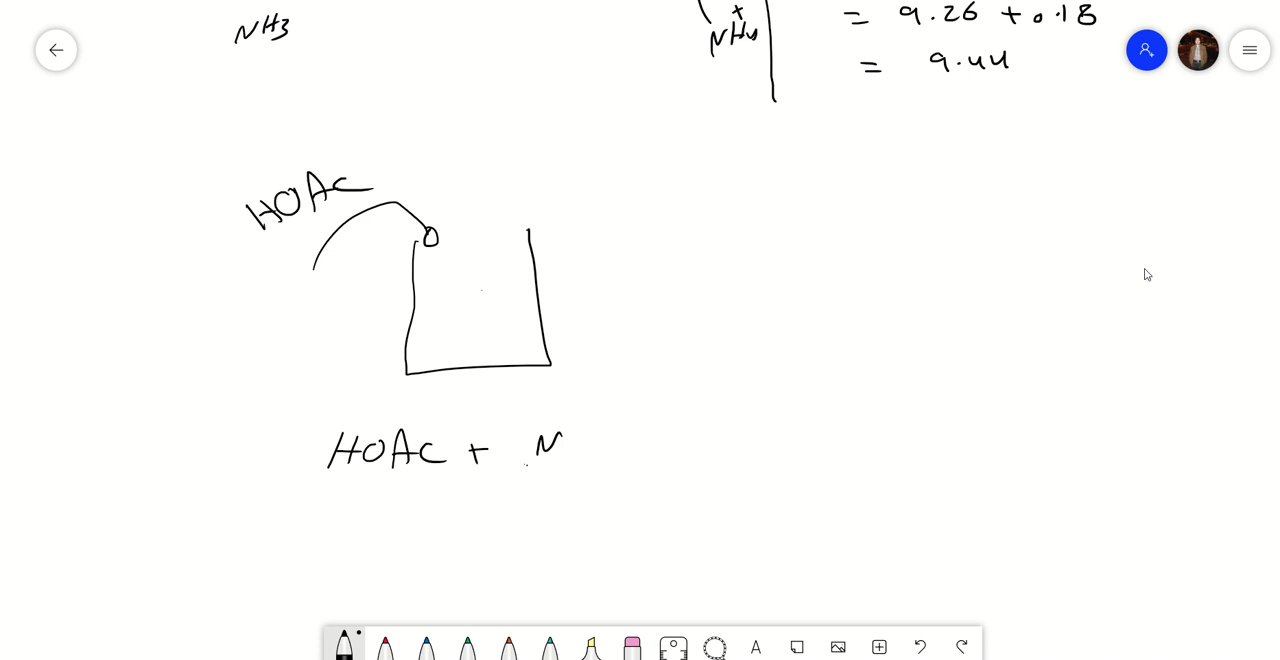 NH3
+
NH4
= 9.26 + 0.18
= 9.44
HOAC
HOAC + N
A